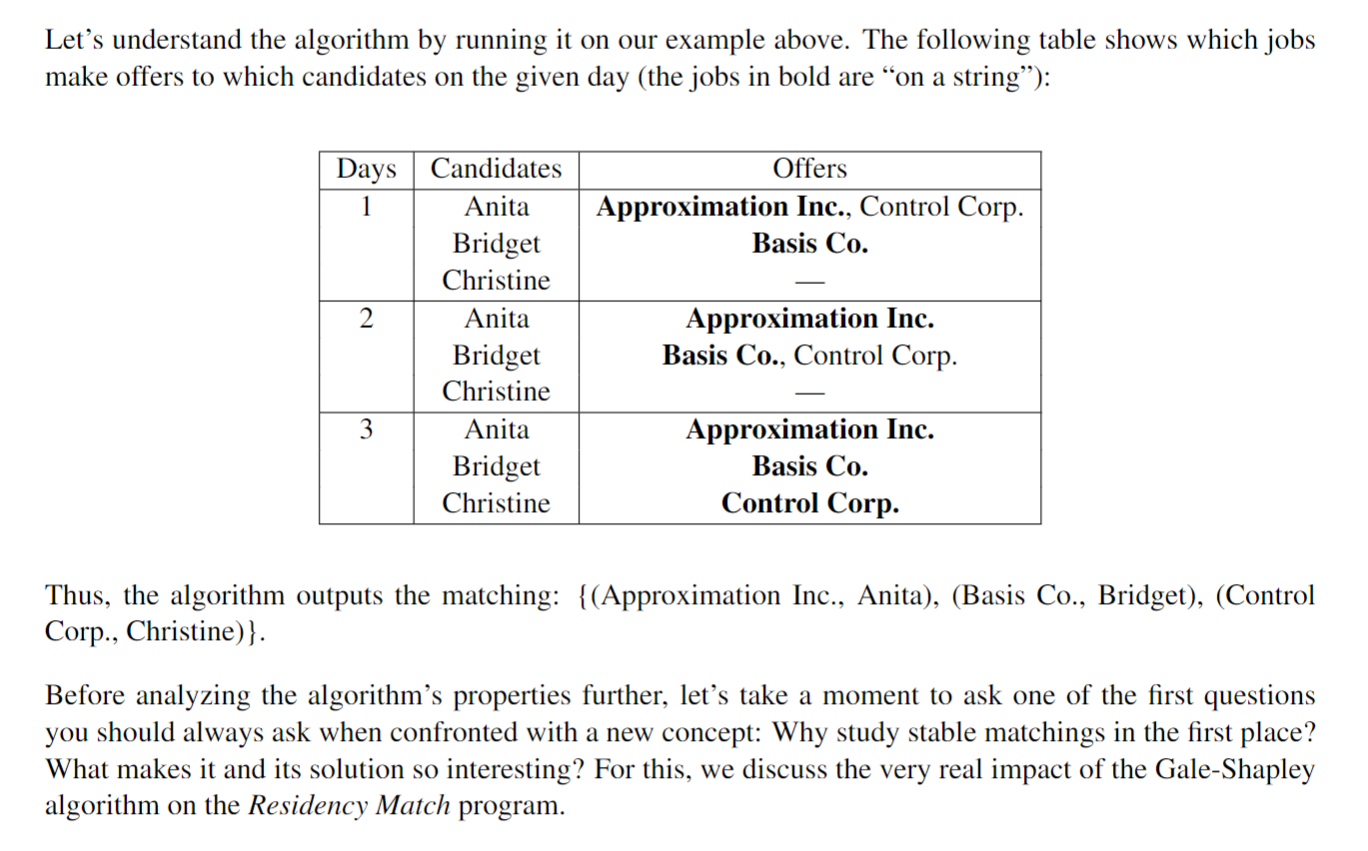 Let’s understand the algorithm by running it on our example above. The following table shows which jobs
make offers to which candidates on the given day (the jobs in bold are “on a string”):
Days Candidates Offers
1 Anita Approximation Inc., Control Corp.
Bridget Basis Co.
Christine —
2 Anita Approximation Inc.
Bridget Basis Co., Control Corp.
Christine —
3 Anita Approximation Inc.
Bridget Basis Co.
Christine Control Corp.
Thus, the algorithm outputs the matching: {(Approximation Inc., Anita), (Basis Co., Bridget), (Control
Corp., Christine)}.
Before analyzing the algorithm’s properties further, let’s take a moment to ask one of the first questions
you should always ask when confronted with a new concept: Why study stable matchings in the first place?
What makes it and its solution so interesting? For this, we discuss the very real impact of the Gale-Shapley
algorithm on the Residency Match program.